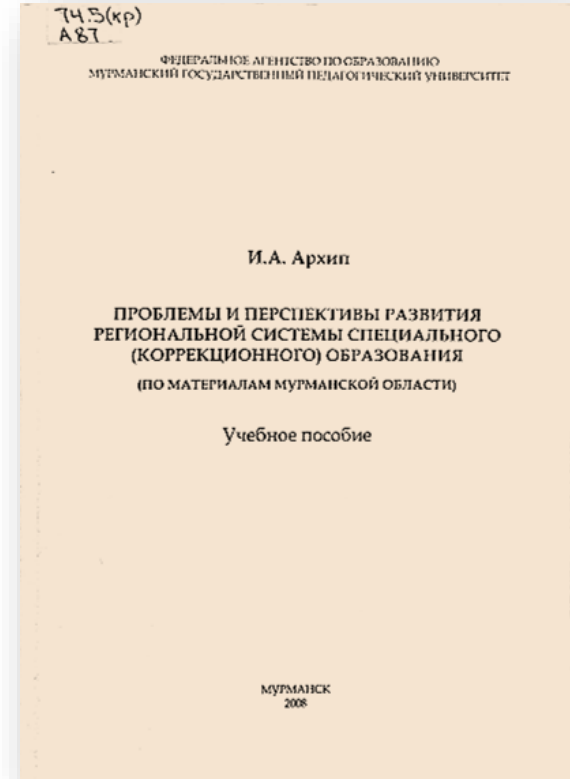 74.5(кр)
А87
ФЕДЕРАЛЬНОЕ АГЕНТСТВО ПО ОБРАЗОВАНИЮ
МУРМАНСКИЙ ГОСУДАРСТВЕННЫЙ ПЕДАГОГИЧЕСКИЙ УНИВЕРСИТЕТ
И.А. Архип
ПРОБЛЕМЫ И ПЕРСПЕКТИВЫ РАЗВИТИЯ
РЕГИОНАЛЬНОЙ СИСТЕМЫ СПЕЦИАЛЬНОГО
(КОРРЕКЦИОННОГО) ОБРАЗОВАНИЯ
(ПО МАТЕРИАЛАМ МУРМАНСКОЙ ОБЛАСТИ)
Учебное пособие
МУРМАНСК
2008